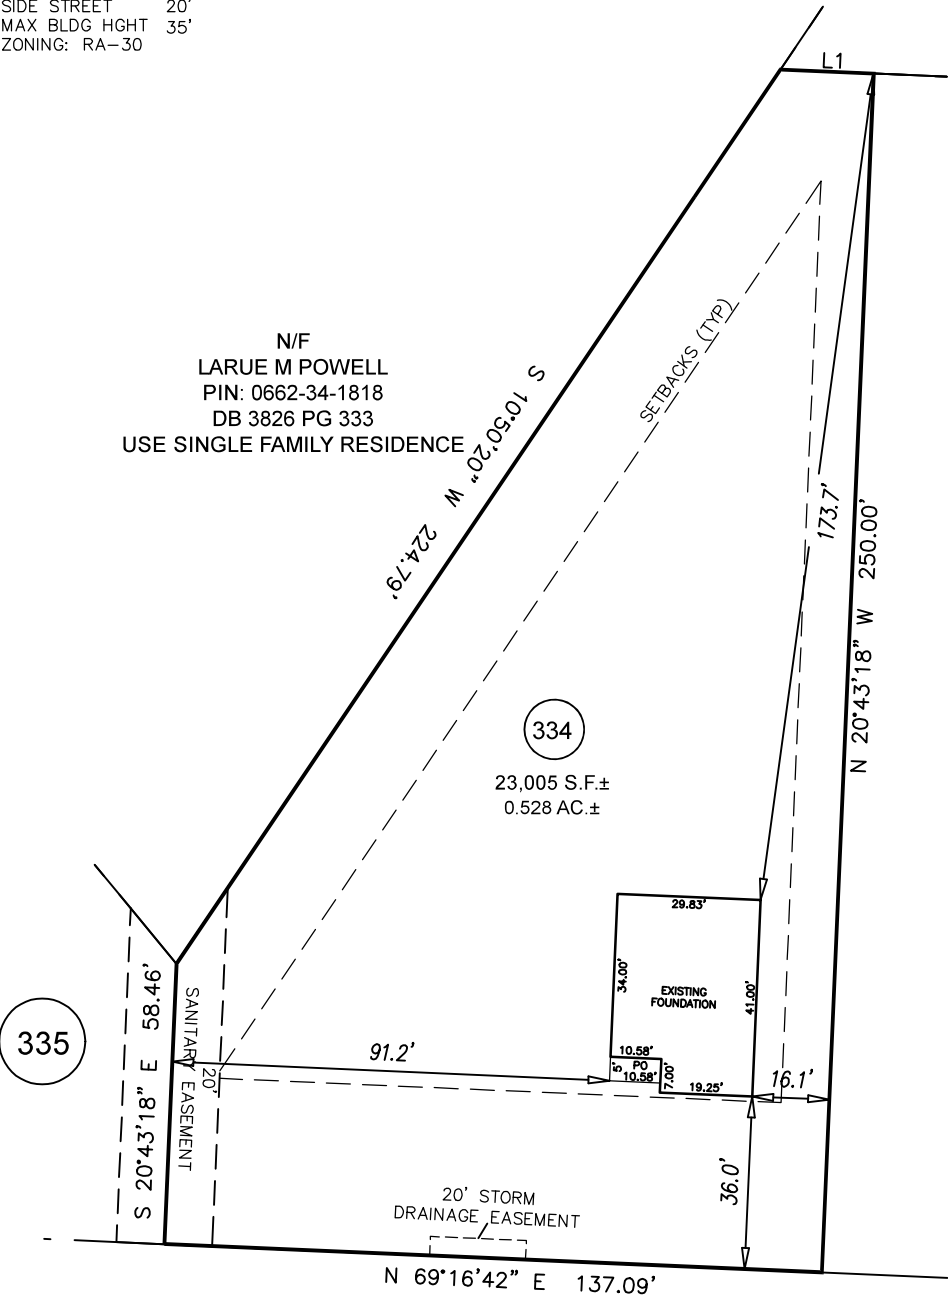 SIDE STREET 20'
MAX BLDG HGHT 35'
ZONING: RA-30
L1
N/F
LARUE M POWELL
PIN: 0662-34-1818
DB 3826 PG 333
USE SINGLE FAMILY RESIDENCE
S 10°50'20" W 224.79'
SETBACKS (TYP)
173.7'
N 20°43'18" W 250.00'
334
23,005 S.F.±
0.528 AC.±
29.83'
34.00'
EXISTING
FOUNDATION
41.00'
10.58'
5'
PO
10.58'
7.00'
19.25'
335
S 20°43'18" E 58.46'
SANITARY EASEMENT
20'
91.2'
16.1'
36.0'
20' STORM
DRAINAGE EASEMENT
N 69°16'42" E 137.09'